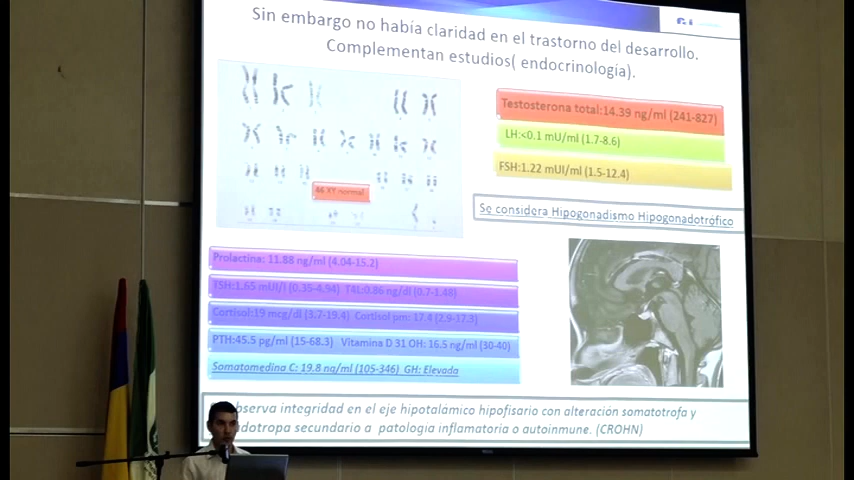 Sin embargo no había claridad en el trastorno del desarrollo.
Complementan estudios( endocrinología).
Testosterona total:14.39 ng/ml (241-827)
LH:<0.1 mU/ml (1.7-8.6)
FSH:1.22 mUI/ml (1.5-12.4)
46 XY normal
Se considera Hipogonadismo Hipogonadotrófico
Prolactina: 11.88 ng/ml (4.04-15.2)
TSH:1.65 mUI/l (0.35-4.94) T4L:0.86 ng/dl (0.7-1.48)
Cortisol:19 mcg/dl (3.7-19.4) Cortisol pm: 17.4 (2.9-17.3)
PTH:45.5 pg/ml (15-68.3) Vitamina D 31 OH: 16.5 ng/ml (30-40)
Somatomedina C: 19.8 ng/ml (105-346) GH: Elevada
observa integridad en el eje hipotalámico hipofisario con alteración somatotrofa y
secundario a patología inflamatoria o autoinmune. (CROHN)